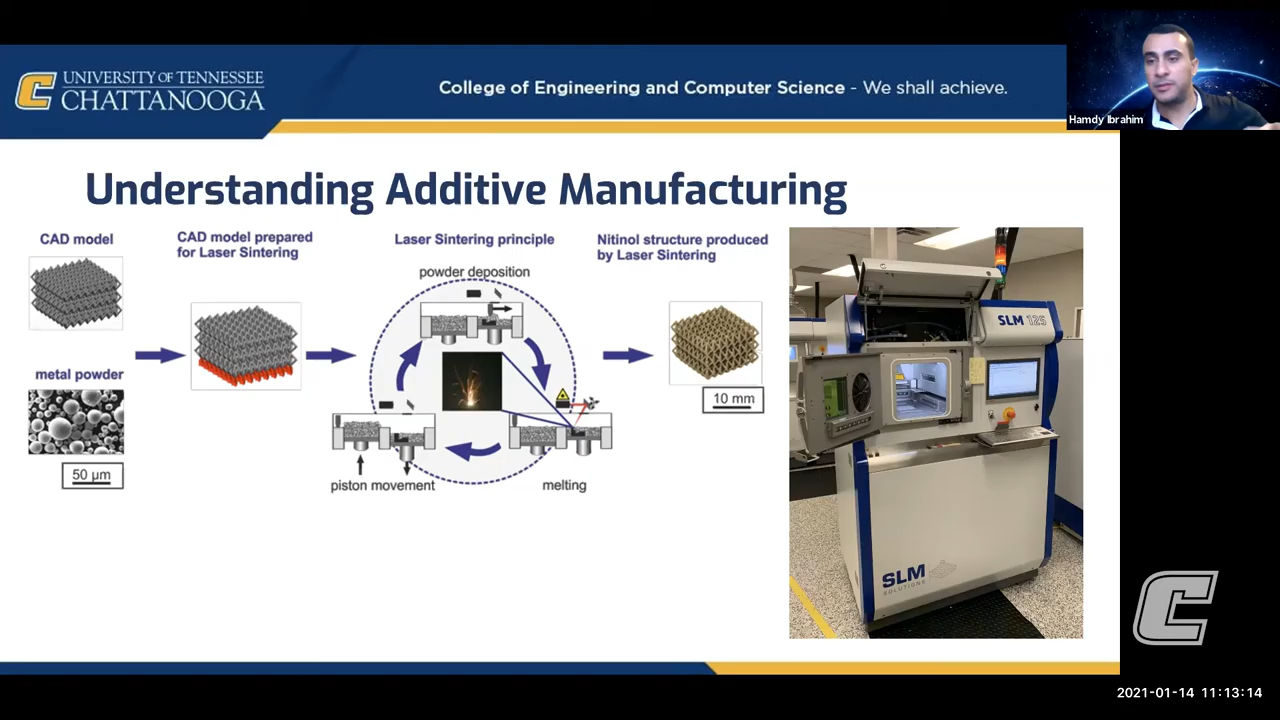 UNIVERSITY OF TENNESSEE
CHATTANOOGA
College of Engineering and Computer Science - We shall achieve.
Hamdy Ibrahim
Understanding Additive Manufacturing
CAD model
CAD model prepared
for Laser Sintering
Laser Sintering principle
Nitinol structure produced
by Laser Sintering
powder deposition
metal powder
50 µm
piston movement
melting
10 mm
SLM 125
SLM
SOLUTIONS
C
2021-01-14 11:13:14